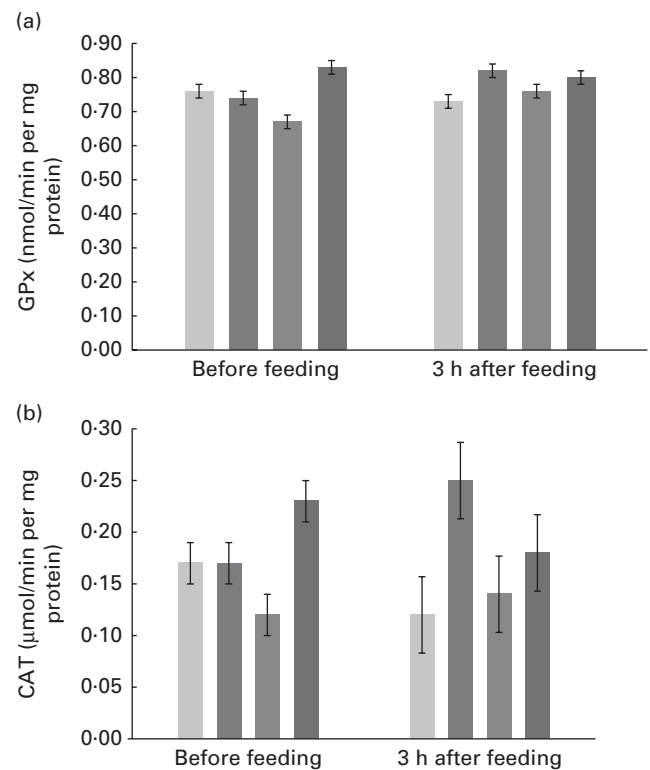 (a)
0·90
0·80
0·70
0·60
0·50
0·40
0·30
0·20
0·10
0·00
GPx (nmol/min per mg
protein)
Before feeding
3 h after feeding
(b)
0·30
0·25
0·20
0·15
0·10
0·05
0·00
CAT (μmol/min per mg
protein)
Before feeding
3 h after feeding